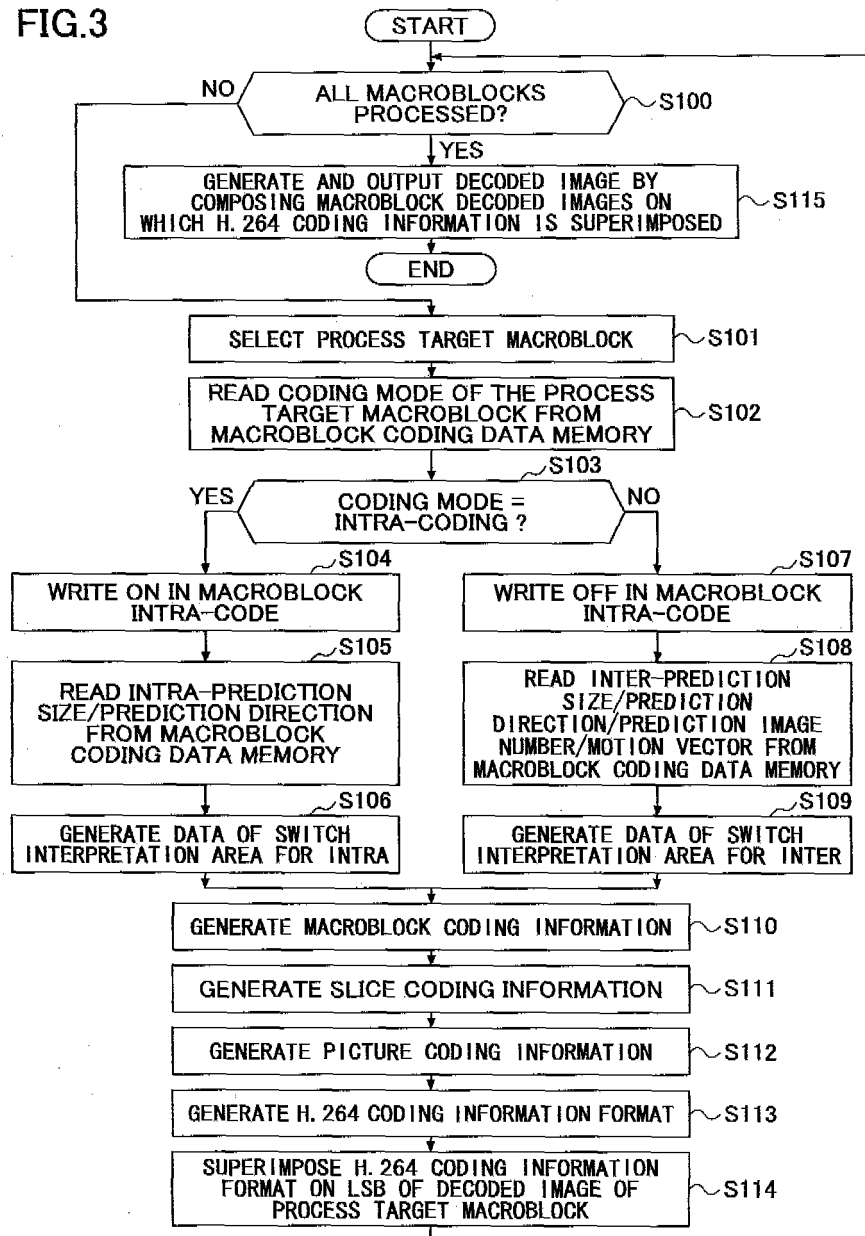 FIG.3
START
NO
ALL MACROBLOCKS
PROCESSED?
S100
YES
GENERATE AND OUTPUT DECODED IMAGE BY
COMPOSING MACROBLOCK DECODED IMAGES ON
WHICH H.264 CODING INFORMATION IS SUPERIMPOSED
S115
END
SELECT PROCESS TARGET MACROBLOCK
S101
READ CODING MODE OF THE PROCESS
TARGET MACROBLOCK FROM
MACROBLOCK CODING DATA MEMORY
S102
S103
YES
CODING MODE =
INTRA-CODING ?
NO
S104
WRITE ON IN MACROBLOCK
INTRA-CODE
S105
READ INTRA-PREDICTION
SIZE/PREDICTION DIRECTION
FROM MACROBLOCK
CODING DATA MEMORY
S106
GENERATE DATA OF SWITCH
INTERPRETATION AREA FOR INTRA
S107
WRITE OFF IN MACROBLOCK
INTRA-CODE
S108
READ INTER-PREDICTION
SIZE/PREDICTION
DIRECTION/PREDICTION IMAGE
NUMBER/MOTION VECTOR FROM
MACROBLOCK CODING DATA MEMORY
S109
GENERATE DATA OF SWITCH
INTERPRETATION AREA FOR INTER
GENERATE MACROBLOCK CODING INFORMATION
S110
GENERATE SLICE CODING INFORMATION
S111
GENERATE PICTURE CODING INFORMATION
S112
GENERATE H.264 CODING INFORMATION FORMAT
S113
SUPERIMPOSE H.264 CODING INFORMATION
FORMAT ON LSB OF DECODED IMAGE OF
PROCESS TARGET MACROBLOCK
S114